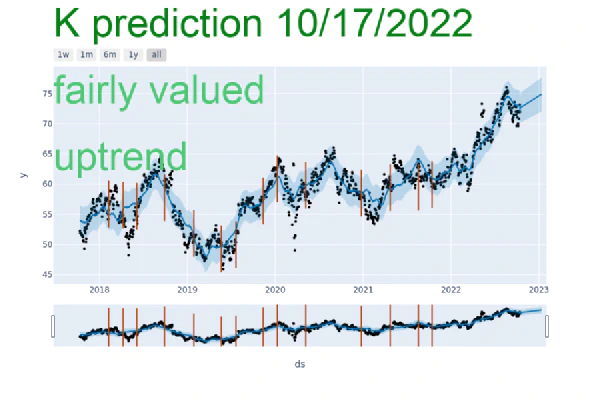 K prediction 10/17/2022
1w 1m 6m 1y all
fairly valued
uptrend
75
70
65
60
55
50
45
y
2018 2019 2020 2021 2022 2023
ds